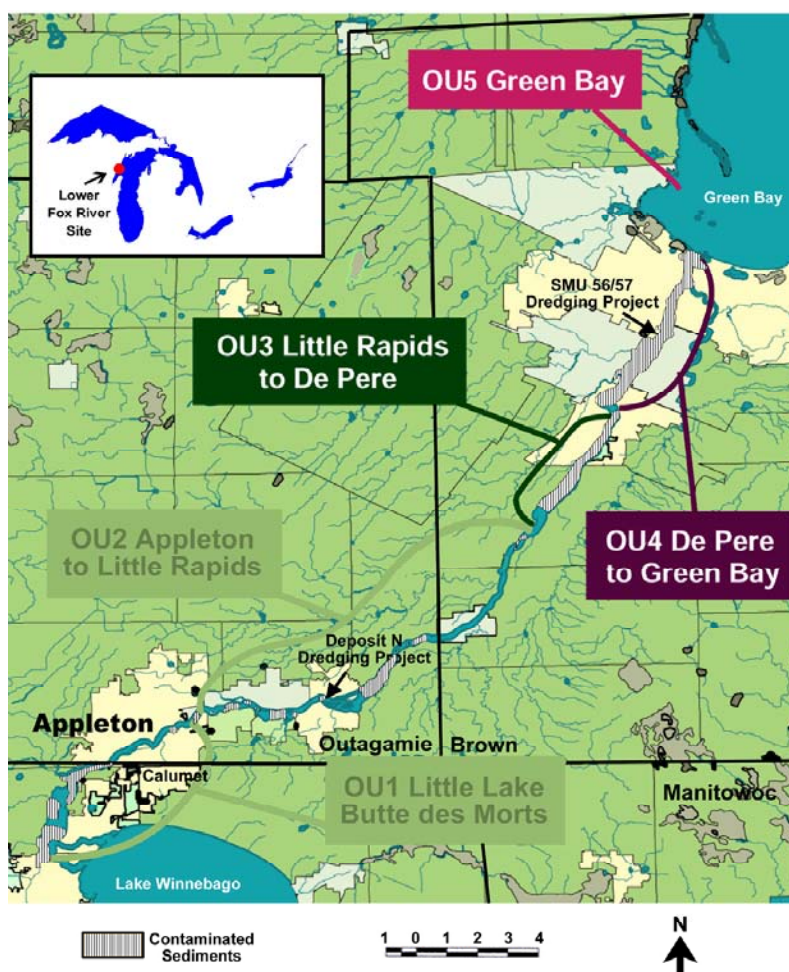 OU5 Green Bay
Lower
Fox River
Site
Green Bay
SMU 56/57
Dredging Project
OU3 Little Rapids
to De Pere
OU2 Appleton
to Little Rapids
OU4 De Pere
to Green Bay
Deposit N
Dredging Project
Appleton
Outagamie
Brown
Calumet
OU1 Little Lake
Butte des Morts
Manitowoc
Lake Winnebago
Contaminated
Sediments
1 0 1 2 3 4
N